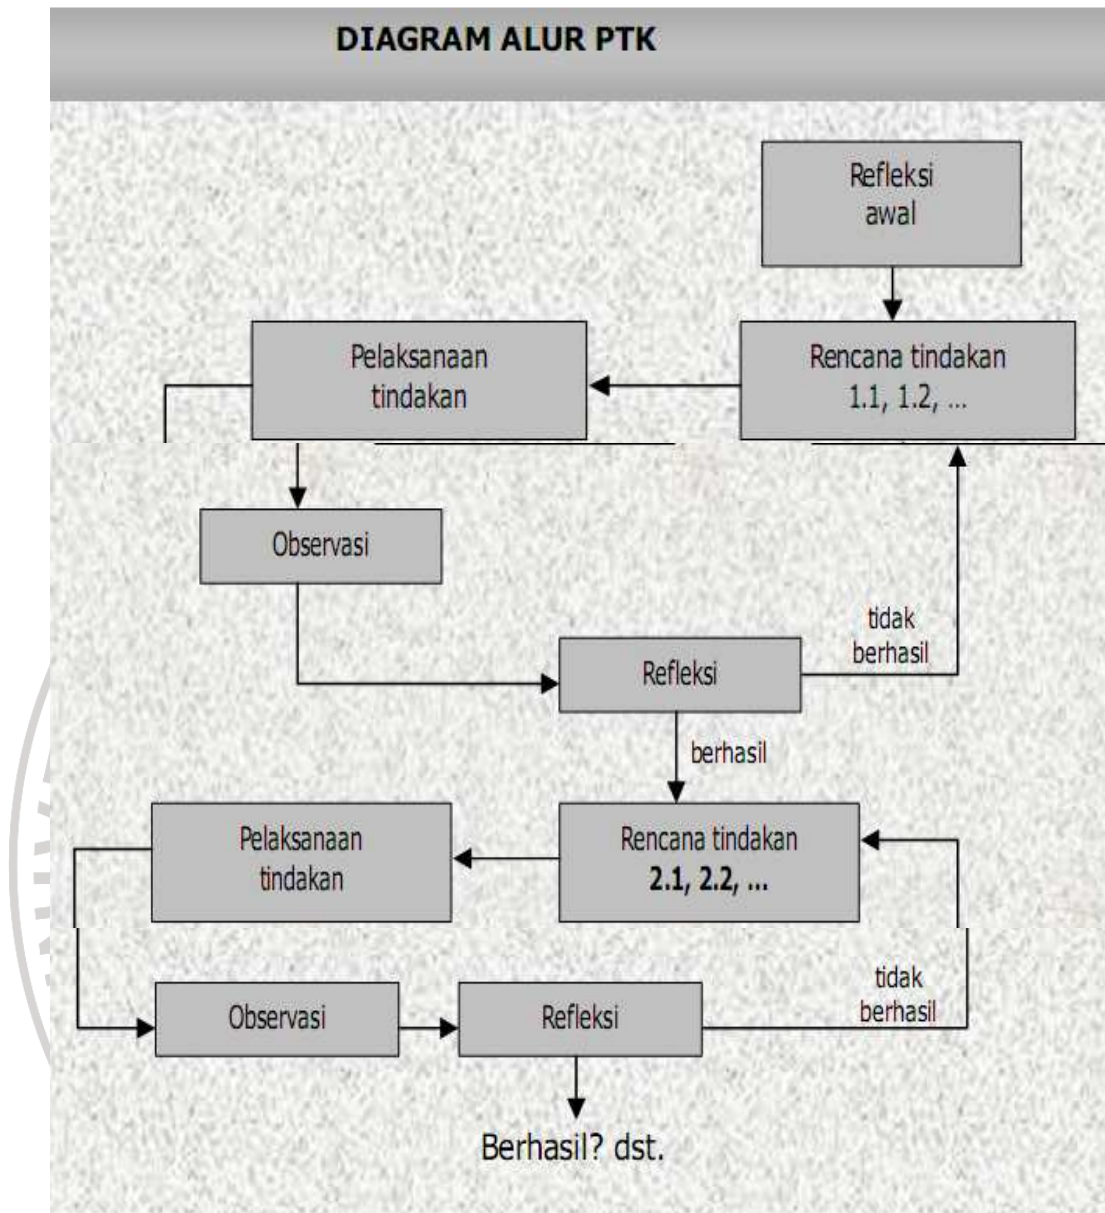 DIAGRAM ALUR PTK
Refleksi
awal
Rencana tindakan
1.1, 1.2, ...
Pelaksanaan
tindakan
Observasi
Refleksi
tidak
berhasil
berhasil
Rencana tindakan
2.1, 2.2, ...
Pelaksanaan
tindakan
Observasi
Refleksi
tidak
berhasil
Berhasil? dst.